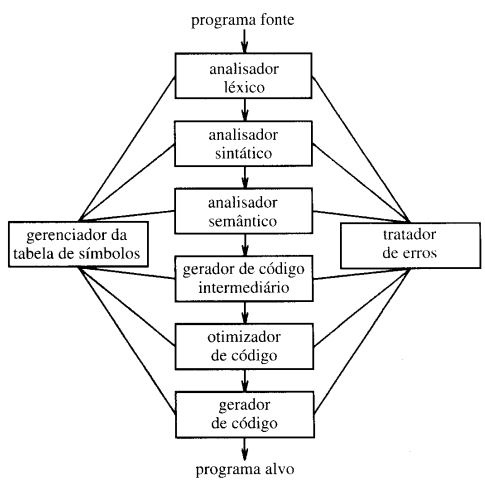 programa fonte
analisador
léxico
analisador
sintático
analisador
semântico
gerenciador da
tabela de símbolos
tratador
de erros
gerador de código
intermediário
otimizador
de código
gerador
de código
programa alvo